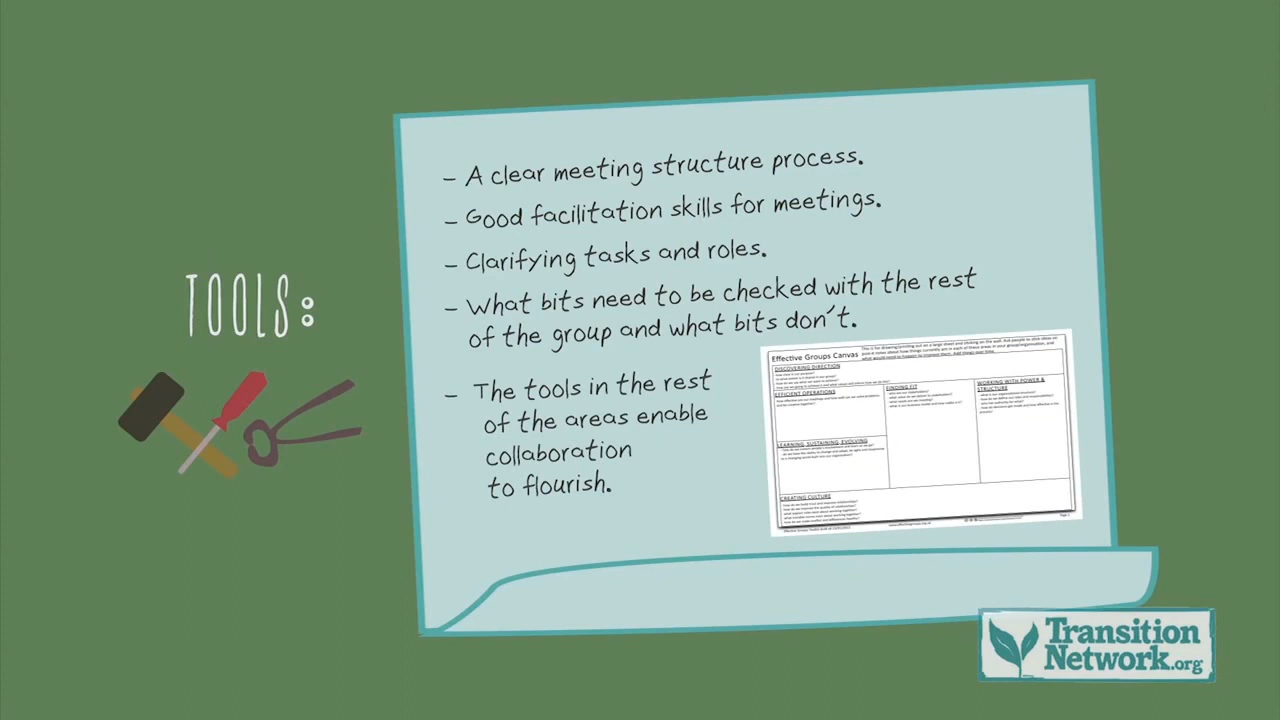 TOOLS:
- A clear meeting structure process.
- Good facilitation skills for meetings.
- Clarifying tasks and roles.
- What bits need to be checked with the rest
of the group and what bits don't.
- The tools in the rest
of the areas enable
collaboration
to flourish.
Effective Groups Canvas
DISCOVERING DIRECTION
EFFICIENT OPERATIONS
FINDING FIT
WORKING WITH POWER &
STRUCTURE
LEARNING, SUSTAINING, EVOLVING
CREATING CULTURE
Transition
Network.org